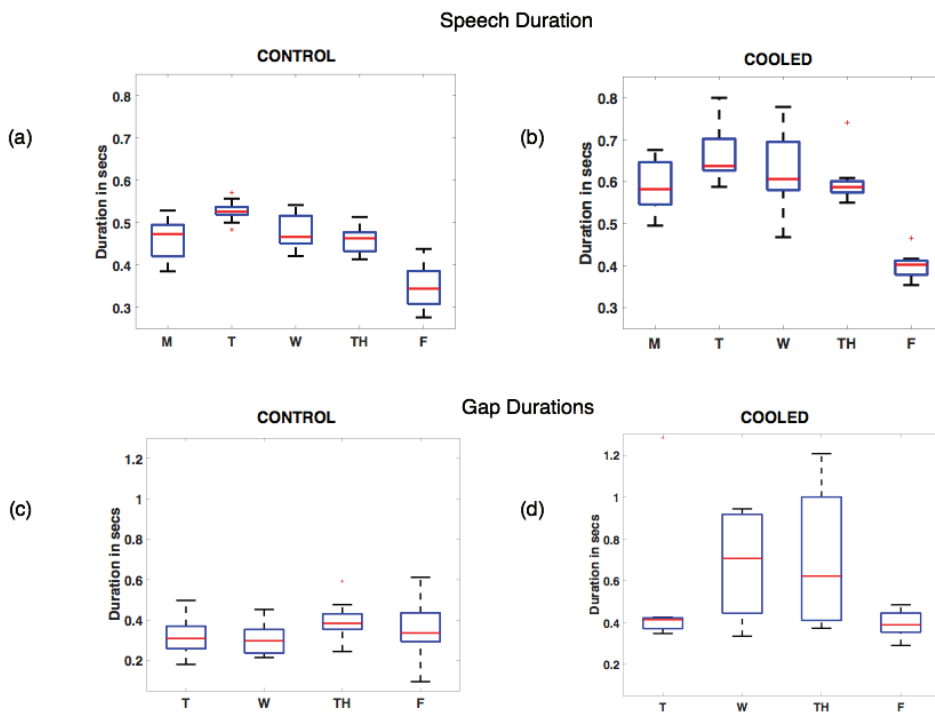 Speech Duration
CONTROL
COOLED
(a)
(b)
Duration in secs
0.8
0.7
0.6
0.5
0.4
0.3
M T W TH F
Duration in secs
0.8
0.7
0.6
0.5
0.4
0.3
M T W TH F
Gap Durations
CONTROL
COOLED
(c)
(d)
Duration in secs
1.2
1
0.8
0.6
0.4
0.2
T W TH F
Duration in secs
1.2
1
0.8
0.6
0.4
0.2
T W TH F